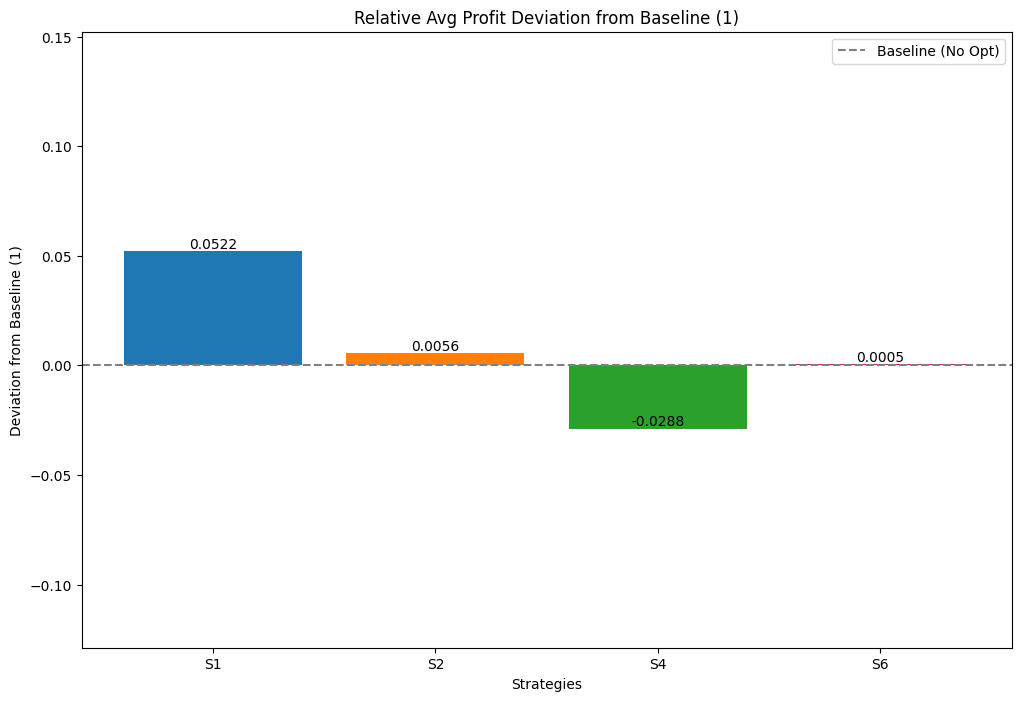 Relative Avg Profit Deviation from Baseline (1)
Baseline (No Opt)
Deviation from Baseline (1)
0.15
0.10
0.05
0.00
−0.05
−0.10
0.0522
0.0056
-0.0288
0.0005
S1
S2
S4
S6
Strategies